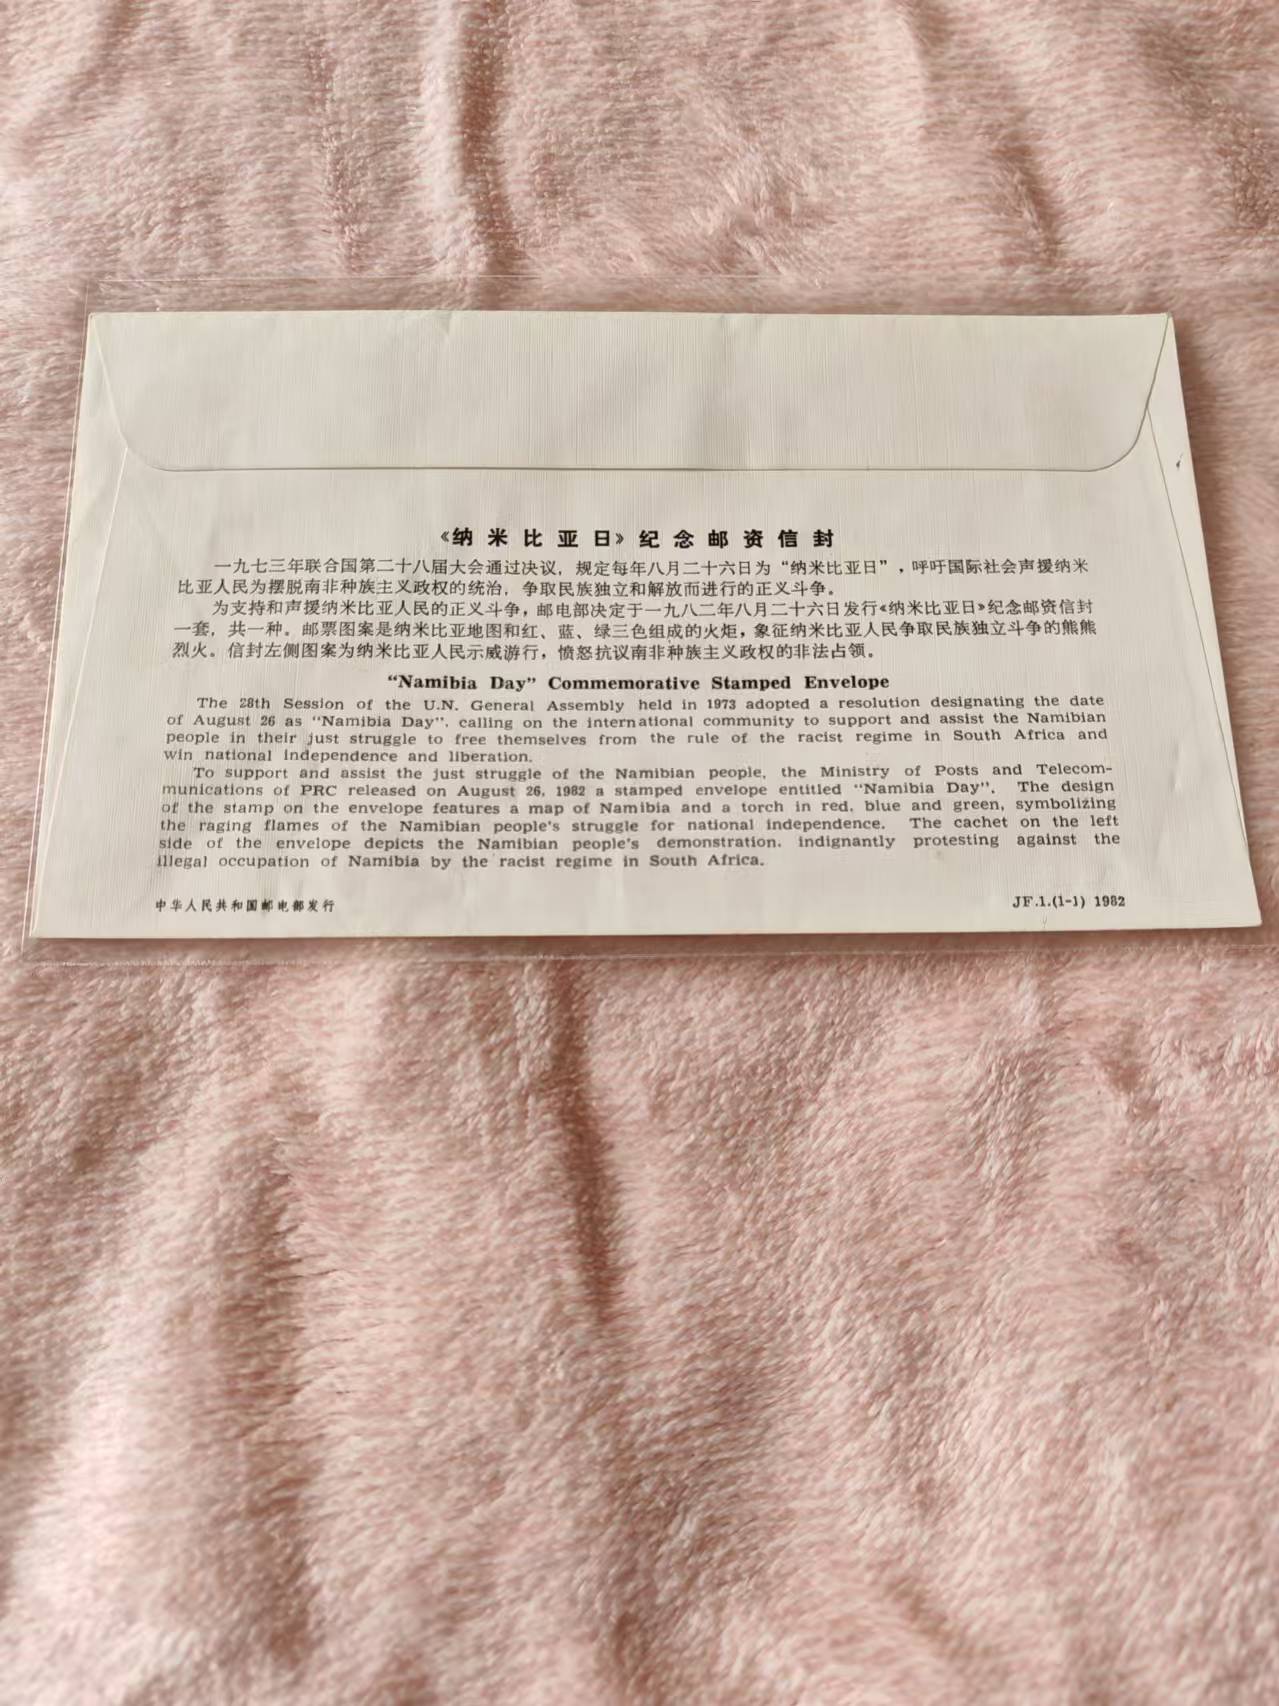 《纳米比亚日》纪念邮资信封
一九七三年联合国第二十八届大会通过决议，规定每年八月二十六日为“纳米比亚日”，呼吁国际社会声援纳米
比亚人民为摆脱南非种族主义政权的统治，争取民族独立和解放而进行的正义斗争。
为支持和声援纳米比亚人民的正义斗争，邮电部决定于一九八二年八月二十六日发行《纳米比亚日》纪念邮资信封
一套，共一种。邮票图案是纳米比亚地图和红、蓝、绿三色组成的火炬，象征纳米比亚人民争取民族独立斗争的熊熊
烈火。信封左侧图案为纳米比亚人民示威游行，愤怒抗议南非种族主义政权的非法占领。
“Namibia Day” Commemorative Stamped Envelope
The 28th Session of the U.N. General Assembly held in 1973 adopted a resolution designating the date
of August 26 as “Namibia Day”, calling on the international community to support and assist the Namibian
people in their just struggle to free themselves from the rule of the racist regime in South Africa and
win national independence and liberation.
To support and assist the just struggle of the Namibian people, the Ministry of Posts and Telecom-
munications of PRC released on August 26, 1982 a stamped envelope entitled “Namibia Day”. The design
of the stamp on the envelope features a map of Namibia and a torch in red, blue and green, symbolizing
the raging flames of the Namibian people's struggle for national independence. The cachet on the left
side of the envelope depicts the Namibian people's demonstration, indignantly protesting against the
illegal occupation of Namibia by the racist regime in South Africa.
中华人民共和国邮电部发行
JF.1.(1-1) 1982